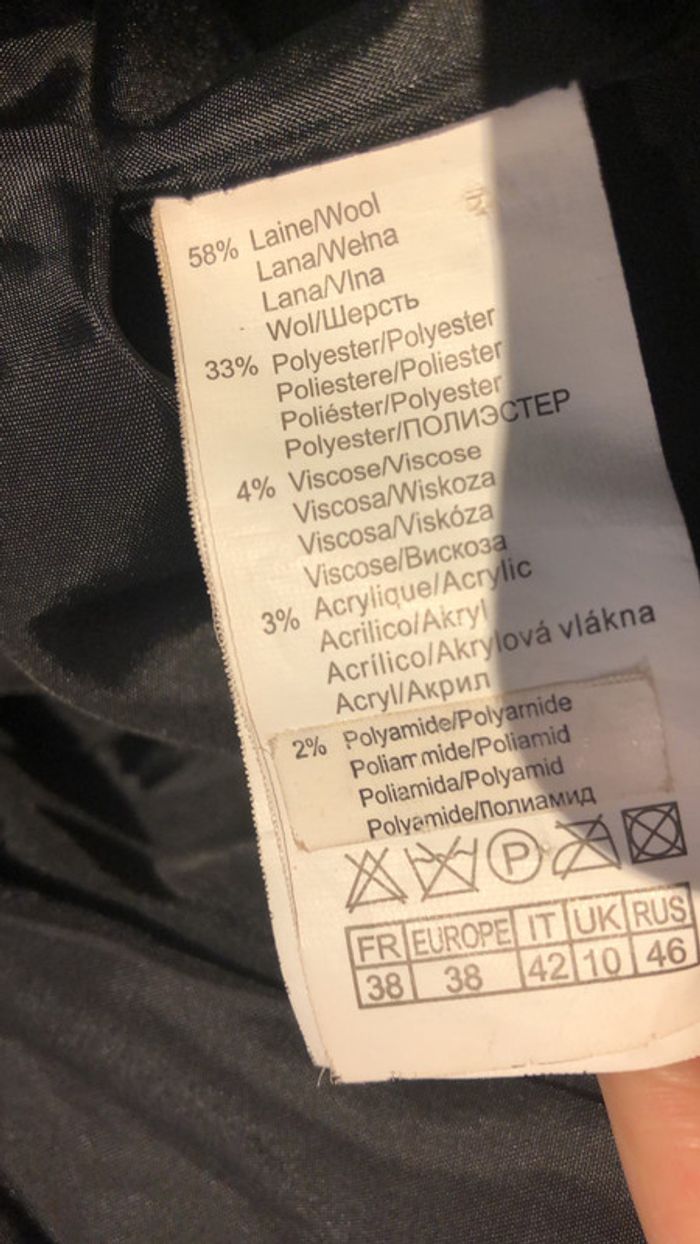 58% Laine/Wool
Lana/Wełna
Lana/Vlna
Wol/Шерсть
33% Polyester/Polyester
Poliestere/Poliester
Poliéster/Polyester
Polyester/ПОЛИЭСТЕР
4% Viscose/Viscose
Viscosa/Wiskoza
Viscosa/Viskóza
Viscose/Вискоза
3% Acrylique/Acrylic
Acrilico/Akryl
Acrílico/Akrylová vlákna
Acryl/Акрил
2% Polyamide/Polyamide
Poliammide/Poliamid
Poliamida/Polyamid
Polyamide/Полиамид
P
FR EUROPE IT UK RUS
38 38 42 10 46